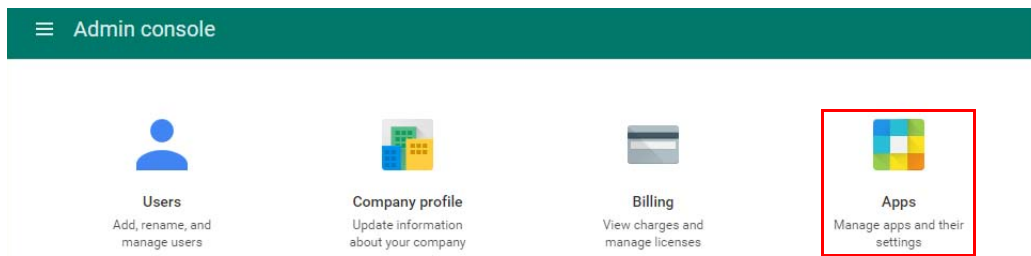 Admin console
Users
Add, rename, and
manage users
Company profile
Update information
about your company
Billing
View charges and
manage licenses
Apps
Manage apps and their
settings